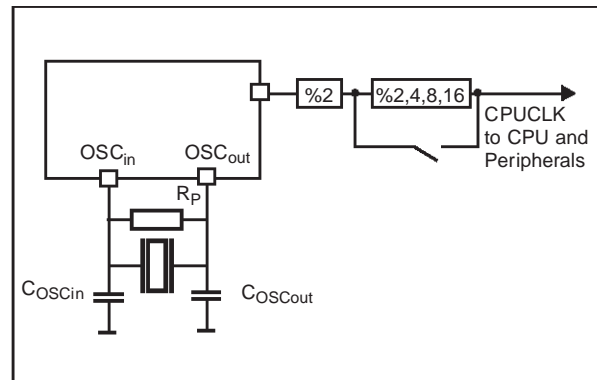 %2
%2,4,8,16
CPUCLK
to CPU and
Peripherals
OSCin
OSCout
RP
COSCin
COSCout